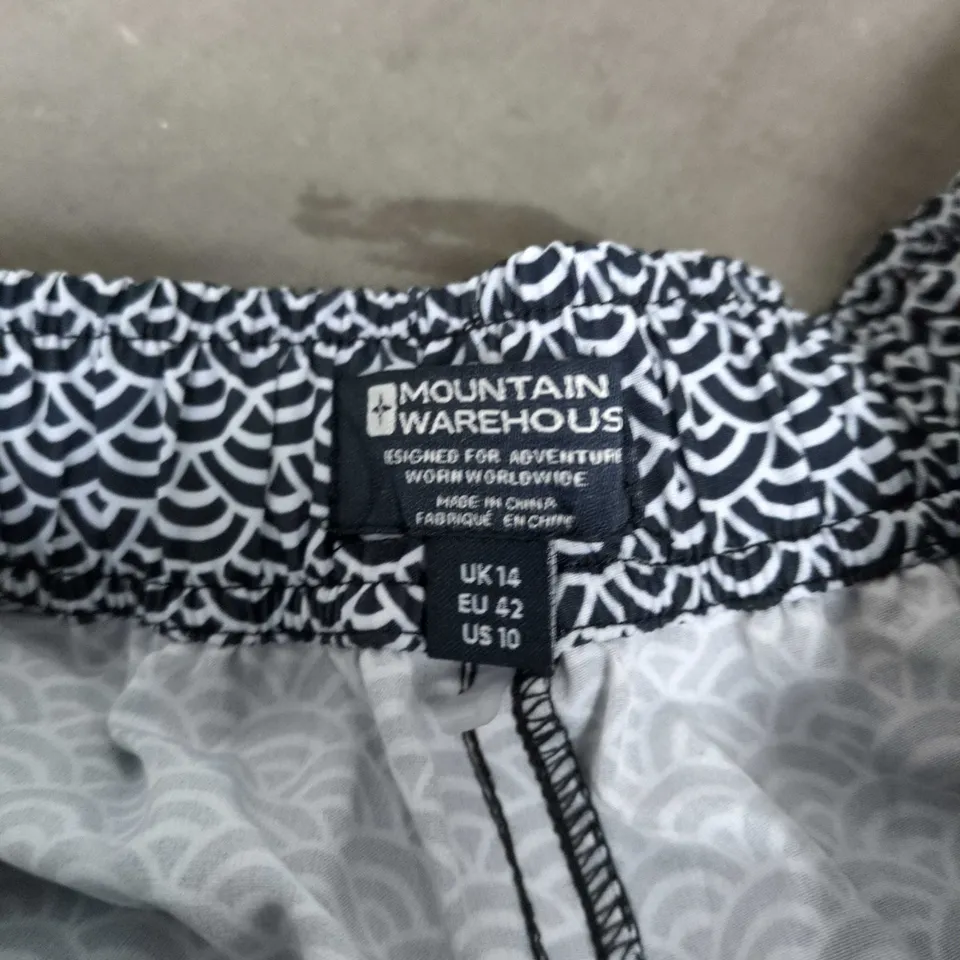 MOUNTAIN
WAREHOUS
ESIGNED FOR ADVENTURE
WORN WORLDWIDE
MADE IN CHINA
FABRIQUÉ EN CHINE
UK 14
EU 42
US 10